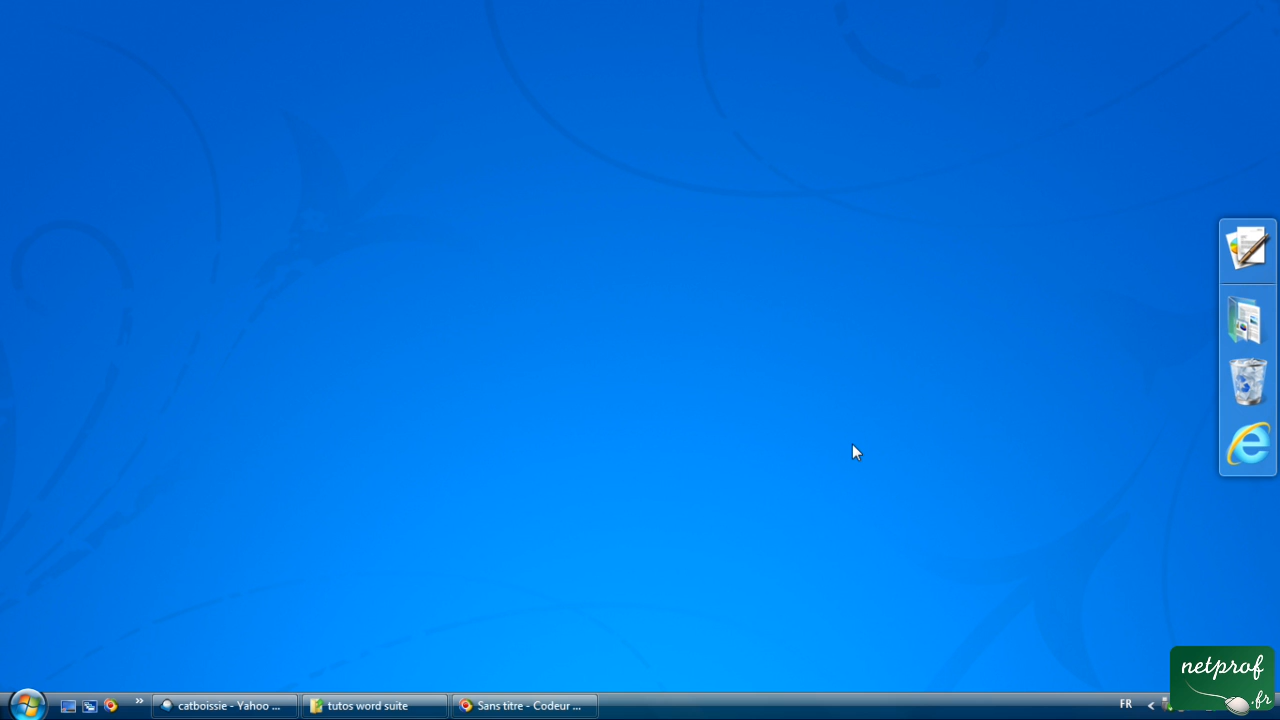 catboissie - Yahoo ...
tutos word suite
Sans titre - Codeur ...
FR
netprof
.fr